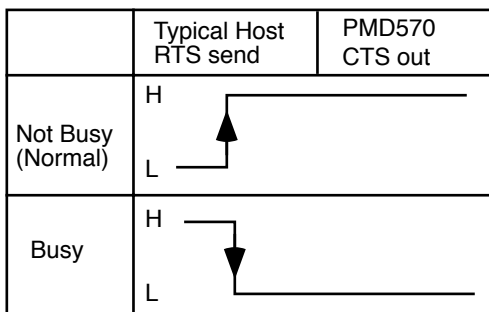 Typical Host
RTS send
PMD570
CTS out
Not Busy
(Normal)
H
L
Busy
H
L